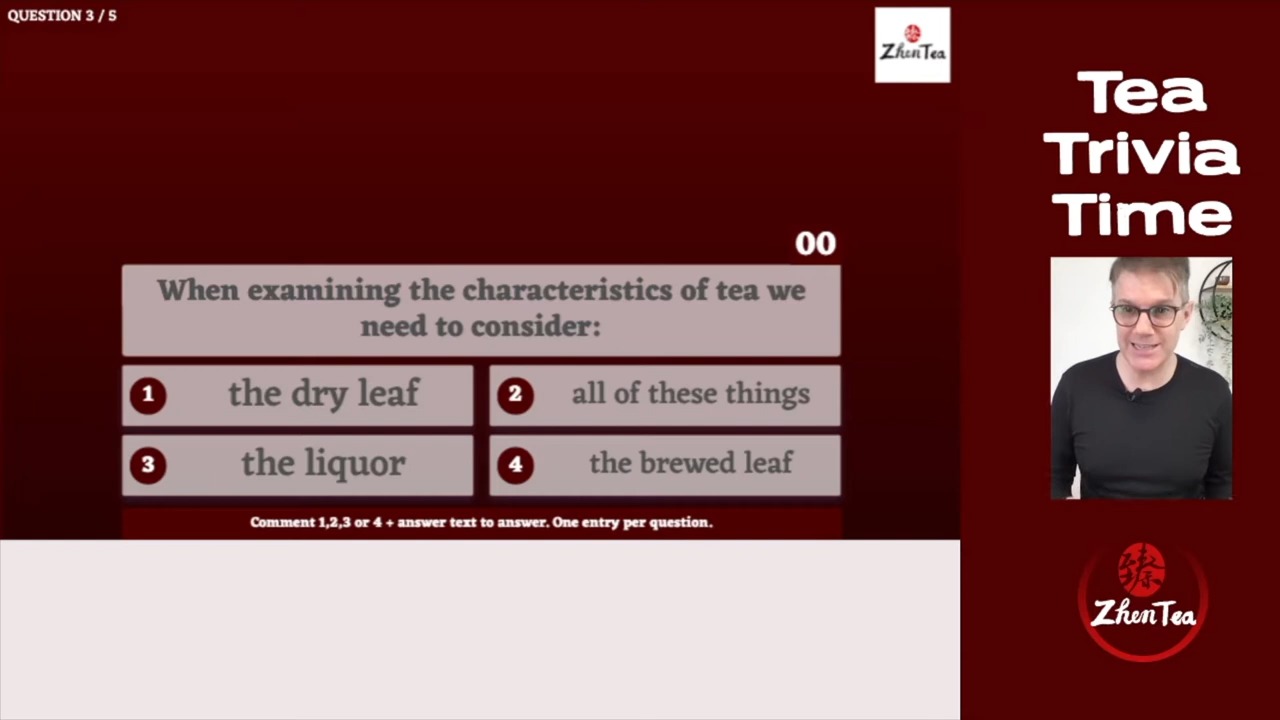 QUESTION 3 / 5
臻
ZhenTea
Tea
Trivia
Time
00
When examining the characteristics of tea we
need to consider:
1 the dry leaf
2 all of these things
3 the liquor
4 the brewed leaf
Comment 1,2,3 or 4 + answer text to answer. One entry per question.
臻
ZhenTea